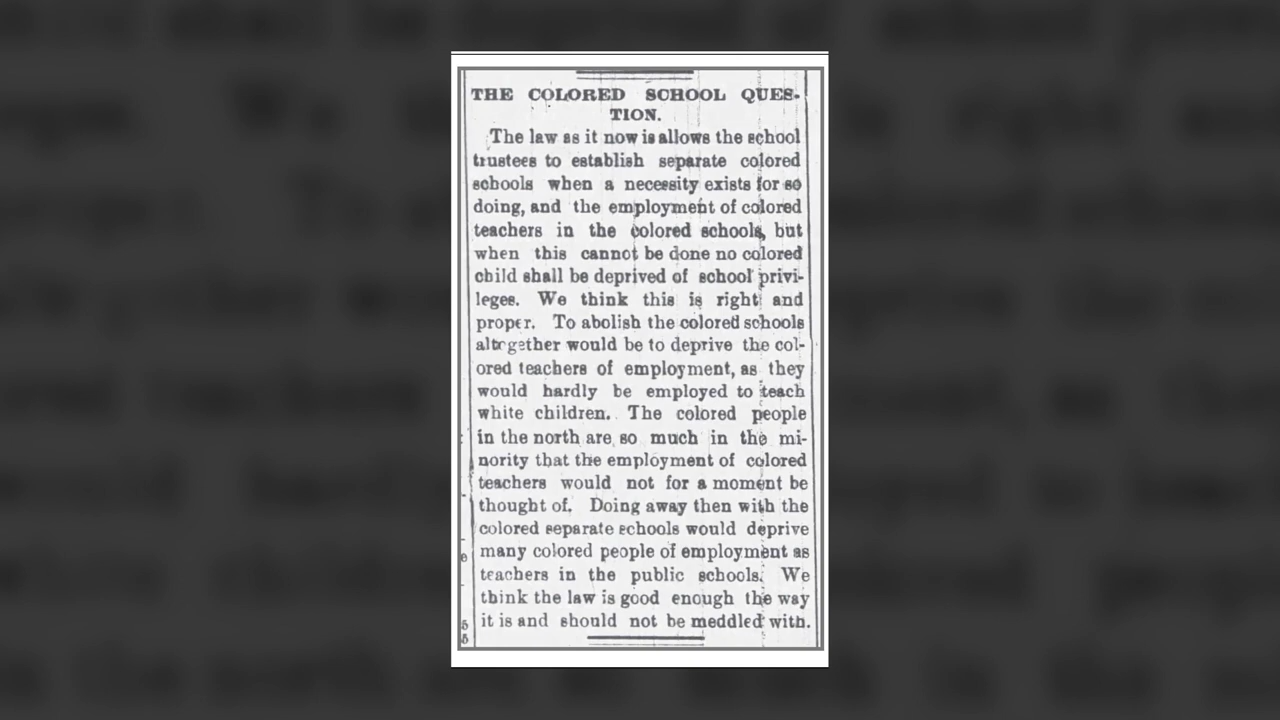 THE COLORED SCHOOL QUES-
TION.
The law as it now is allows the school
trustees to establish separate colored
schools when a necessity exists for so
doing, and the employment of colored
teachers in the colored schools, but
when this cannot be done no colored
child shall be deprived of school privi-
leges. We think this is right and
proper. To abolish the colored schools
altogether would be to deprive the col-
ored teachers of employment, as they
would hardly be employed to teach
white children. The colored people
in the north are so much in the mi-
nority that the employment of colored
teachers would not for a moment be
thought of. Doing away then with the
colored separate schools would deprive
many colored people of employment as
teachers in the public schools. We
think the law is good enough the way
it is and should not be meddled with.